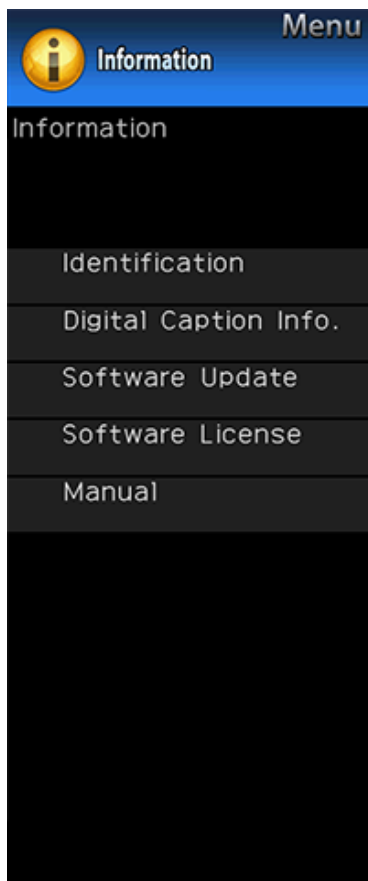 Menu
Information
Information
Identification
Digital Caption Info.
Software Update
Software License
Manual